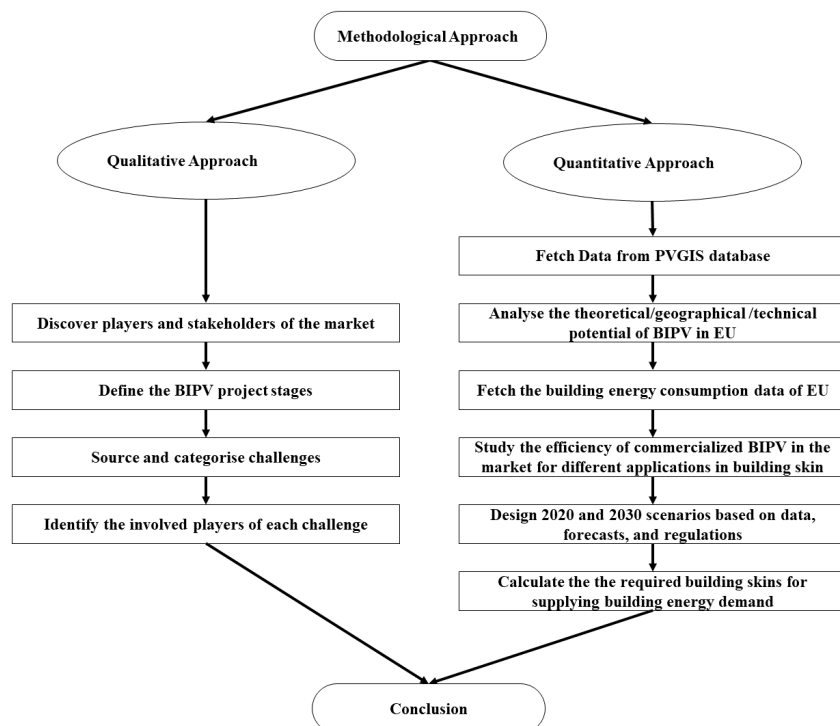 Methodological Approach
Qualitative Approach
Quantitative Approach
Fetch Data from PVGIS database
Discover players and stakeholders of the market
Analyse the theoretical/geographical /technical
potential of BIPV in EU
Define the BIPV project stages
Fetch the building energy consumption data of EU
Source and categorise challenges
Study the efficiency of commercialized BIPV in the
market for different applications in building skin
Identify the involved players of each challenge
Design 2020 and 2030 scenarios based on data,
forecasts, and regulations
Calculate the the required building skins for
supplying building energy demand
Conclusion